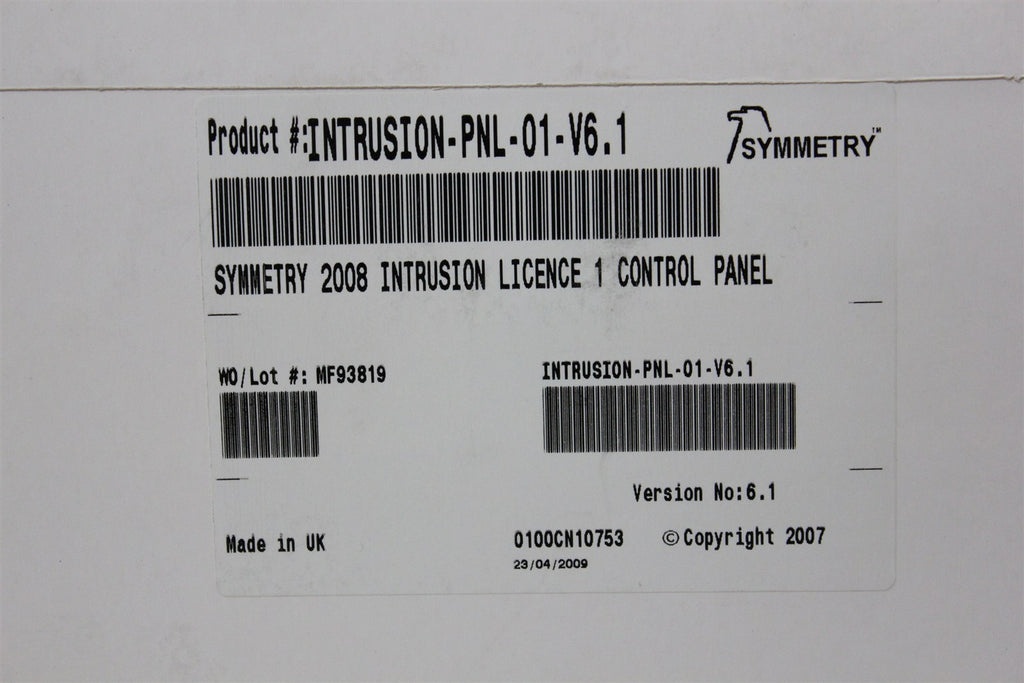 Product #:INTRUSION-PNL-01-V6.1
SYMMETRY™
SYMMETRY 2008 INTRUSION LICENCE 1 CONTROL PANEL
WO/Lot #: MF93819
INTRUSION-PNL-01-V6.1
Version No:6.1
Made in UK
0100CN10753
©Copyright 2007
23/04/2009